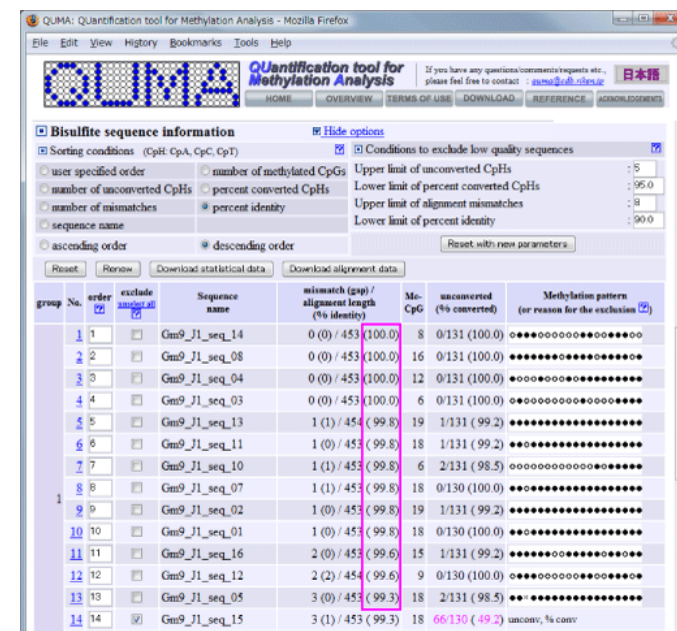 QUMA: QUantification tool for Methylation Analysis - Mozilla Firefox
File Edit View History Bookmarks Tools Help
QUMA
QUantification tool for
Methylation Analysis
If you have any questions/comments/requests etc.,
please feel free to contact : quma@cdb.riken.jp
日本語
HOME OVERVIEW TERMS OF USE DOWNLOAD REFERENCE ACKNOWLEDGEMENTS
Bisulfite sequence information
Hide options
Sorting conditions (CpH: CpA, CpC, CpT) ?
Conditions to exclude low quality sequences ?
user specified order number of methylated CpGs
Upper limit of unconverted CpHs : 5
number of unconverted CpHs percent converted CpHs
Lower limit of percent converted CpHs : 95.0
number of mismatches percent identity
Upper limit of alignment mismatches : 8
sequence name
Lower limit of percent identity : 90.0
ascending order descending order
Reset with new parameters
Reset Renew Download statistical data Download alignment data
group No. order ? exclude unselect all ? Sequence name mismatch (gap) / alignment length (% identity) Me-CpG unconverted (% converted) Methylation pattern (or reason for the exclusion ?)
1
1 1 Gm9_J1_seq_14 0 (0) / 453 (100.0) 8 0/131 (100.0)
2 2 Gm9_J1_seq_08 0 (0) / 453 (100.0) 16 0/131 (100.0)
3 3 Gm9_J1_seq_04 0 (0) / 453 (100.0) 12 0/131 (100.0)
4 4 Gm9_J1_seq_03 0 (0) / 453 (100.0) 6 0/131 (100.0)
5 5 Gm9_J1_seq_13 1 (1) / 454 ( 99.8) 19 1/131 ( 99.2)
6 6 Gm9_J1_seq_11 1 (0) / 453 ( 99.8) 18 1/131 ( 99.2)
7 7 Gm9_J1_seq_10 1 (1) / 453 ( 99.8) 6 2/131 ( 98.5)
8 8 Gm9_J1_seq_07 1 (1) / 453 ( 99.8) 18 0/130 (100.0)
9 9 Gm9_J1_seq_02 1 (0) / 453 ( 99.8) 19 1/131 ( 99.2)
10 10 Gm9_J1_seq_01 1 (0) / 453 ( 99.8) 18 0/130 (100.0)
11 11 Gm9_J1_seq_16 2 (0) / 453 ( 99.6) 15 1/131 ( 99.2)
12 12 Gm9_J1_seq_12 2 (2) / 454 ( 99.6) 9 0/130 (100.0)
13 13 Gm9_J1_seq_05 3 (0) / 453 ( 99.3) 18 2/131 ( 98.5)
14 14 Gm9_J1_seq_15 3 (1) / 453 ( 99.3) 18 66/130 ( 49.2) unconv, % conv